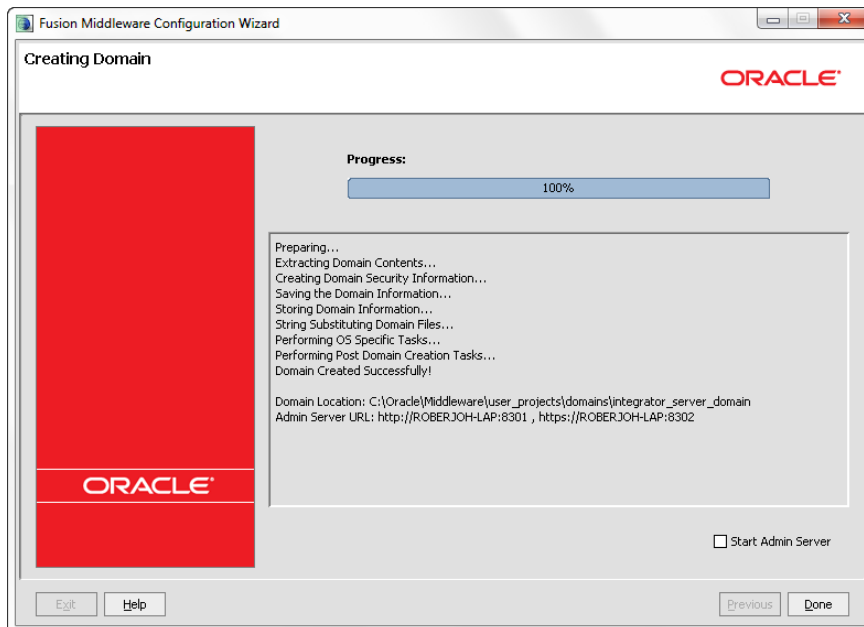 Fusion Middleware Configuration Wizard
Creating Domain
ORACLE®
Progress:
100%
Preparing...
Extracting Domain Contents...
Creating Domain Security Information...
Saving the Domain Information...
Storing Domain Information...
String Substituting Domain Files...
Performing OS Specific Tasks...
Performing Post Domain Creation Tasks...
Domain Created Successfully!
Domain Location: C:\Oracle\Middleware\user_projects\domains\integrator_server_domain
Admin Server URL: http://ROBERJOH-LAP:8301 , https://ROBERJOH-LAP:8302
ORACLE®
Start Admin Server
Exit Help Previous Done